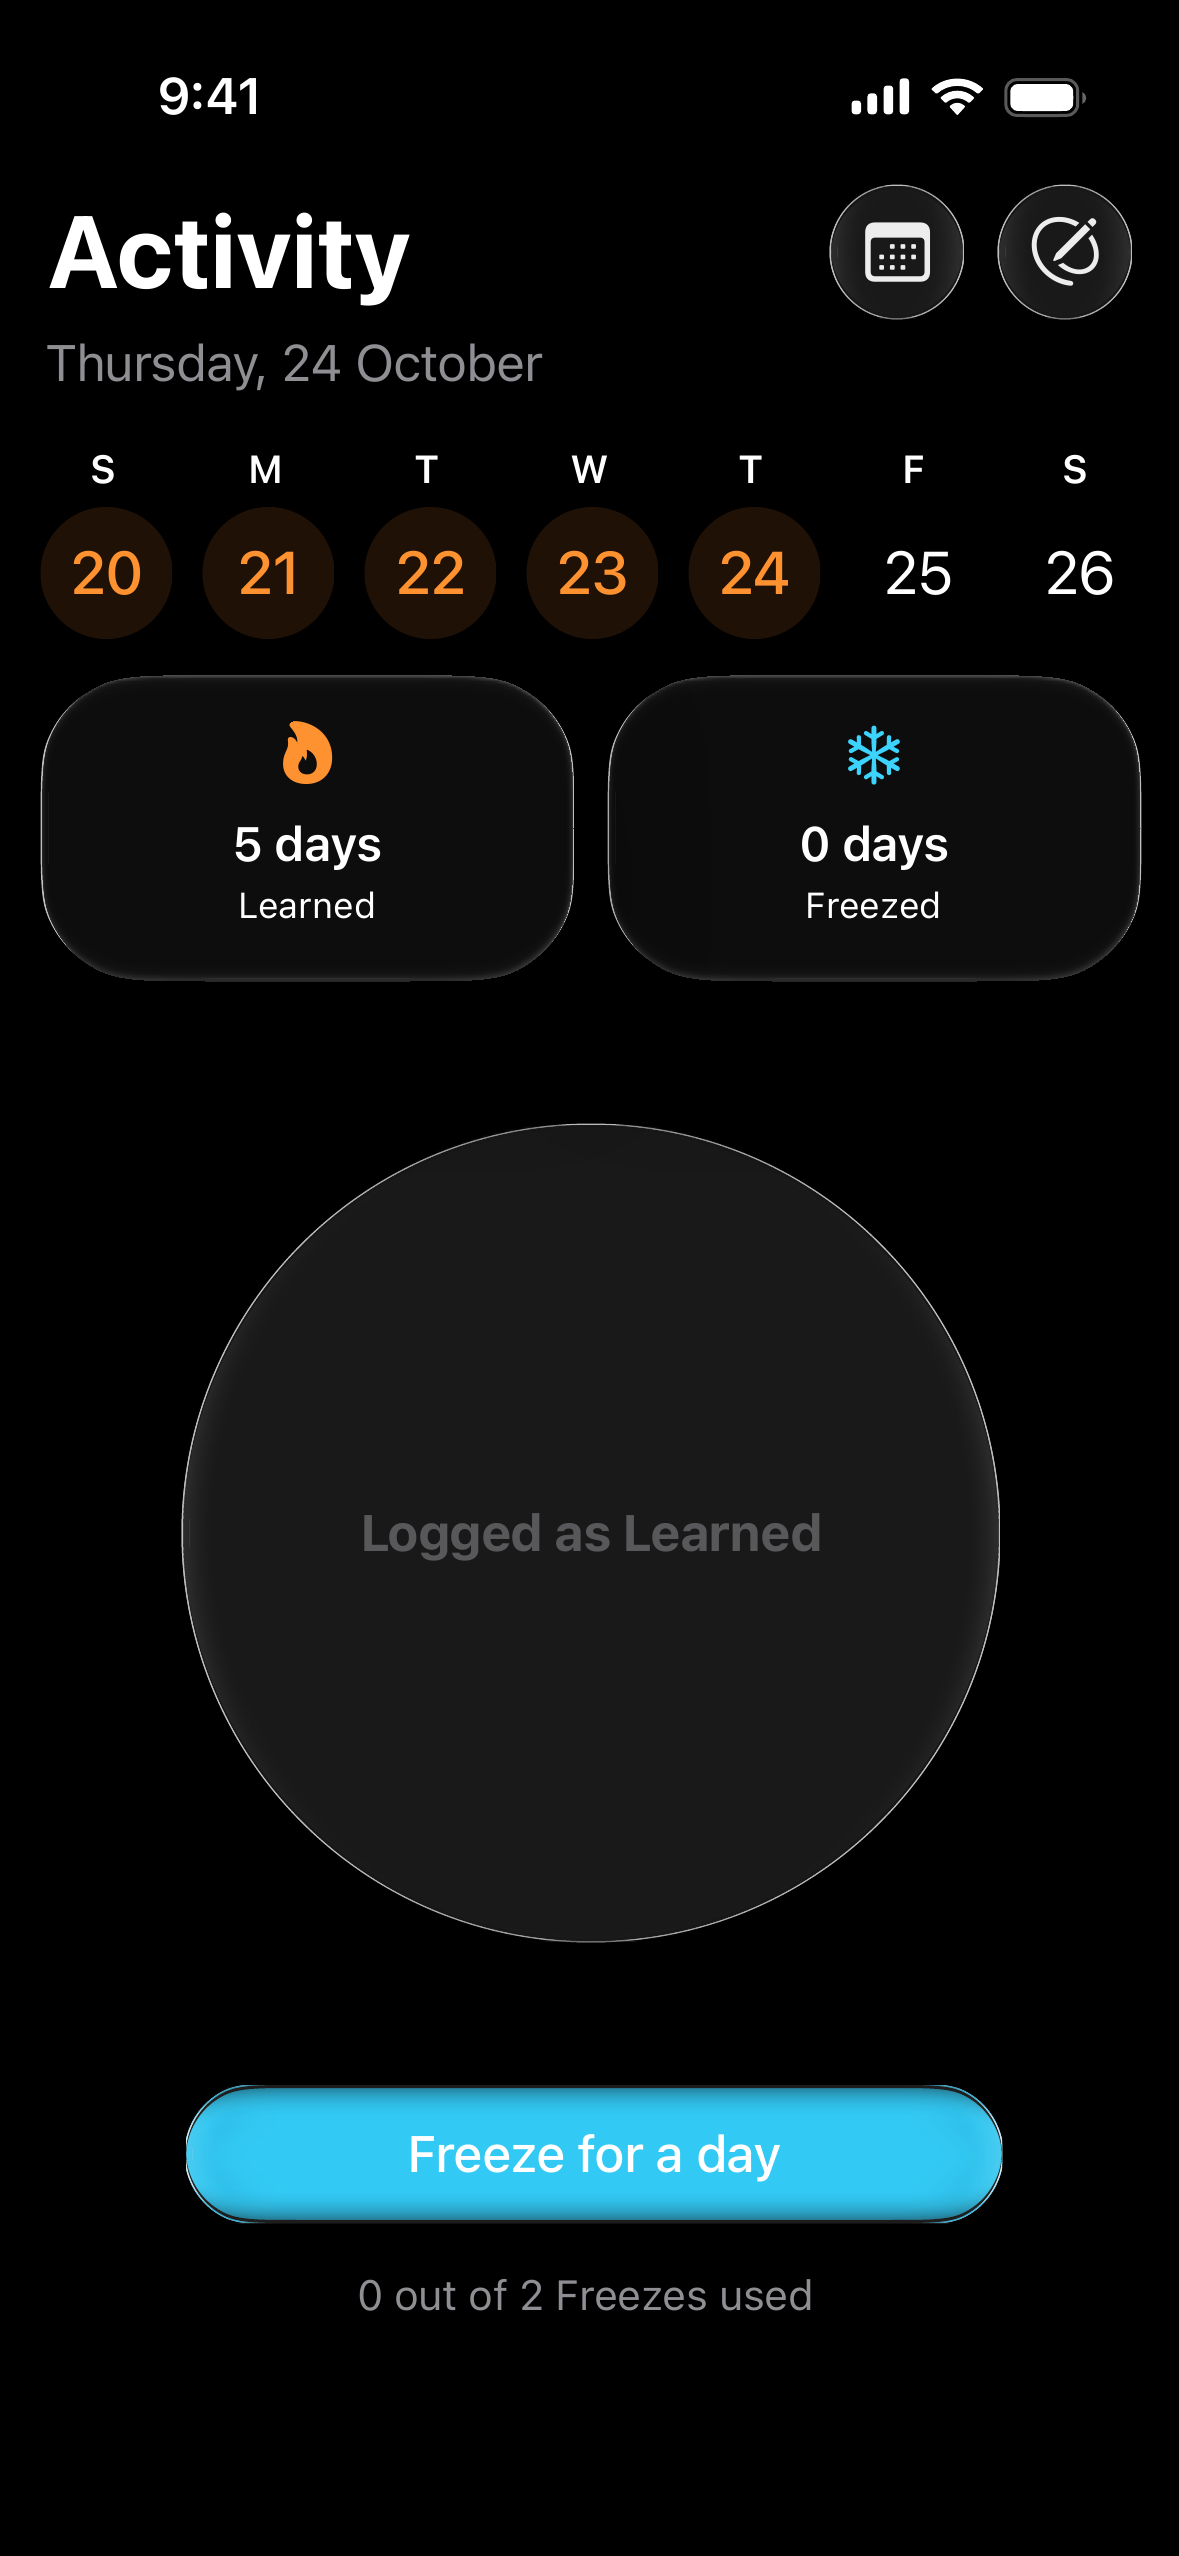 9:41
Activity
Thursday, 24 October
S M T W T F S
20 21 22 23 24 25 26
5 days
Learned
0 days
Freezed
Logged as Learned
Freeze for a day
0 out of 2 Freezes used